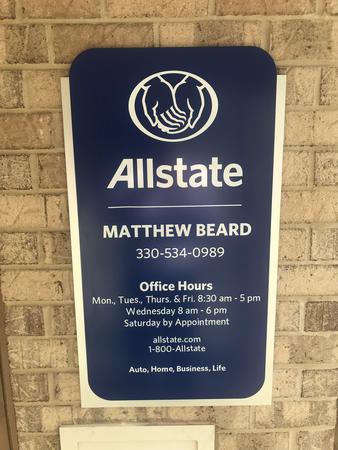 Allstate
MATTHEW BEARD
330-534-0989
Office Hours
Mon., Tues., Thurs. & Fri. 8:30 am - 5 pm
Wednesday 8 am - 6 pm
Saturday by Appointment
allstate.com
1-800-Allstate
Auto, Home, Business, Life